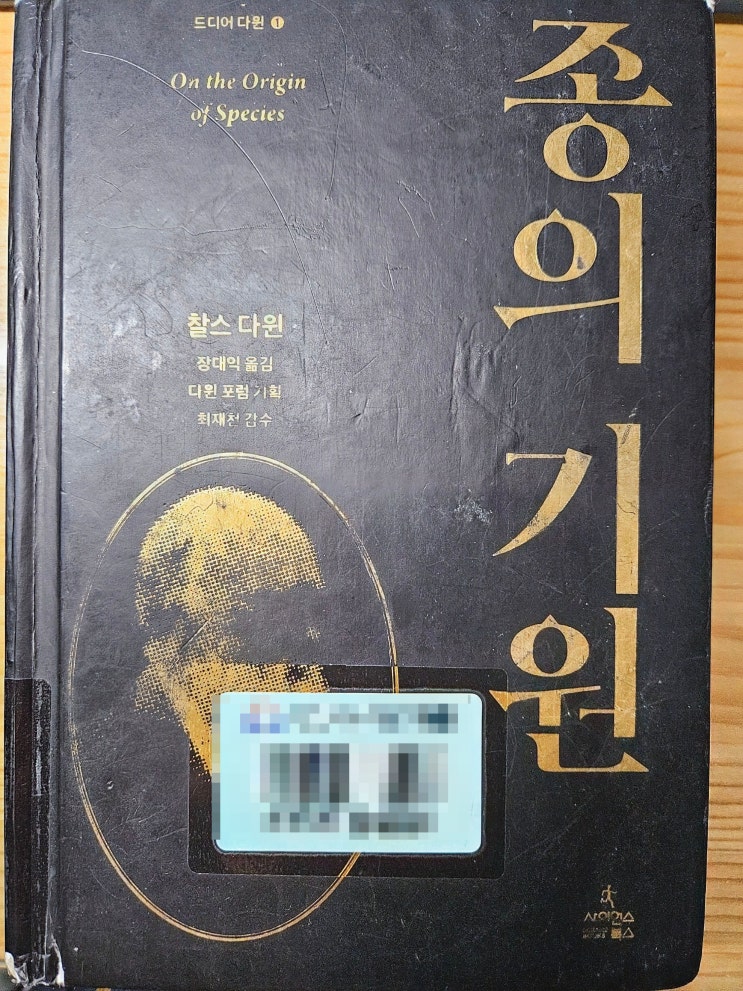 드디어 다윈 1
On the Origin
of Species
종의 기원
찰스 다윈
장대익 옮김
다윈 포럼 기획
최재천 감수
사이언스
북스